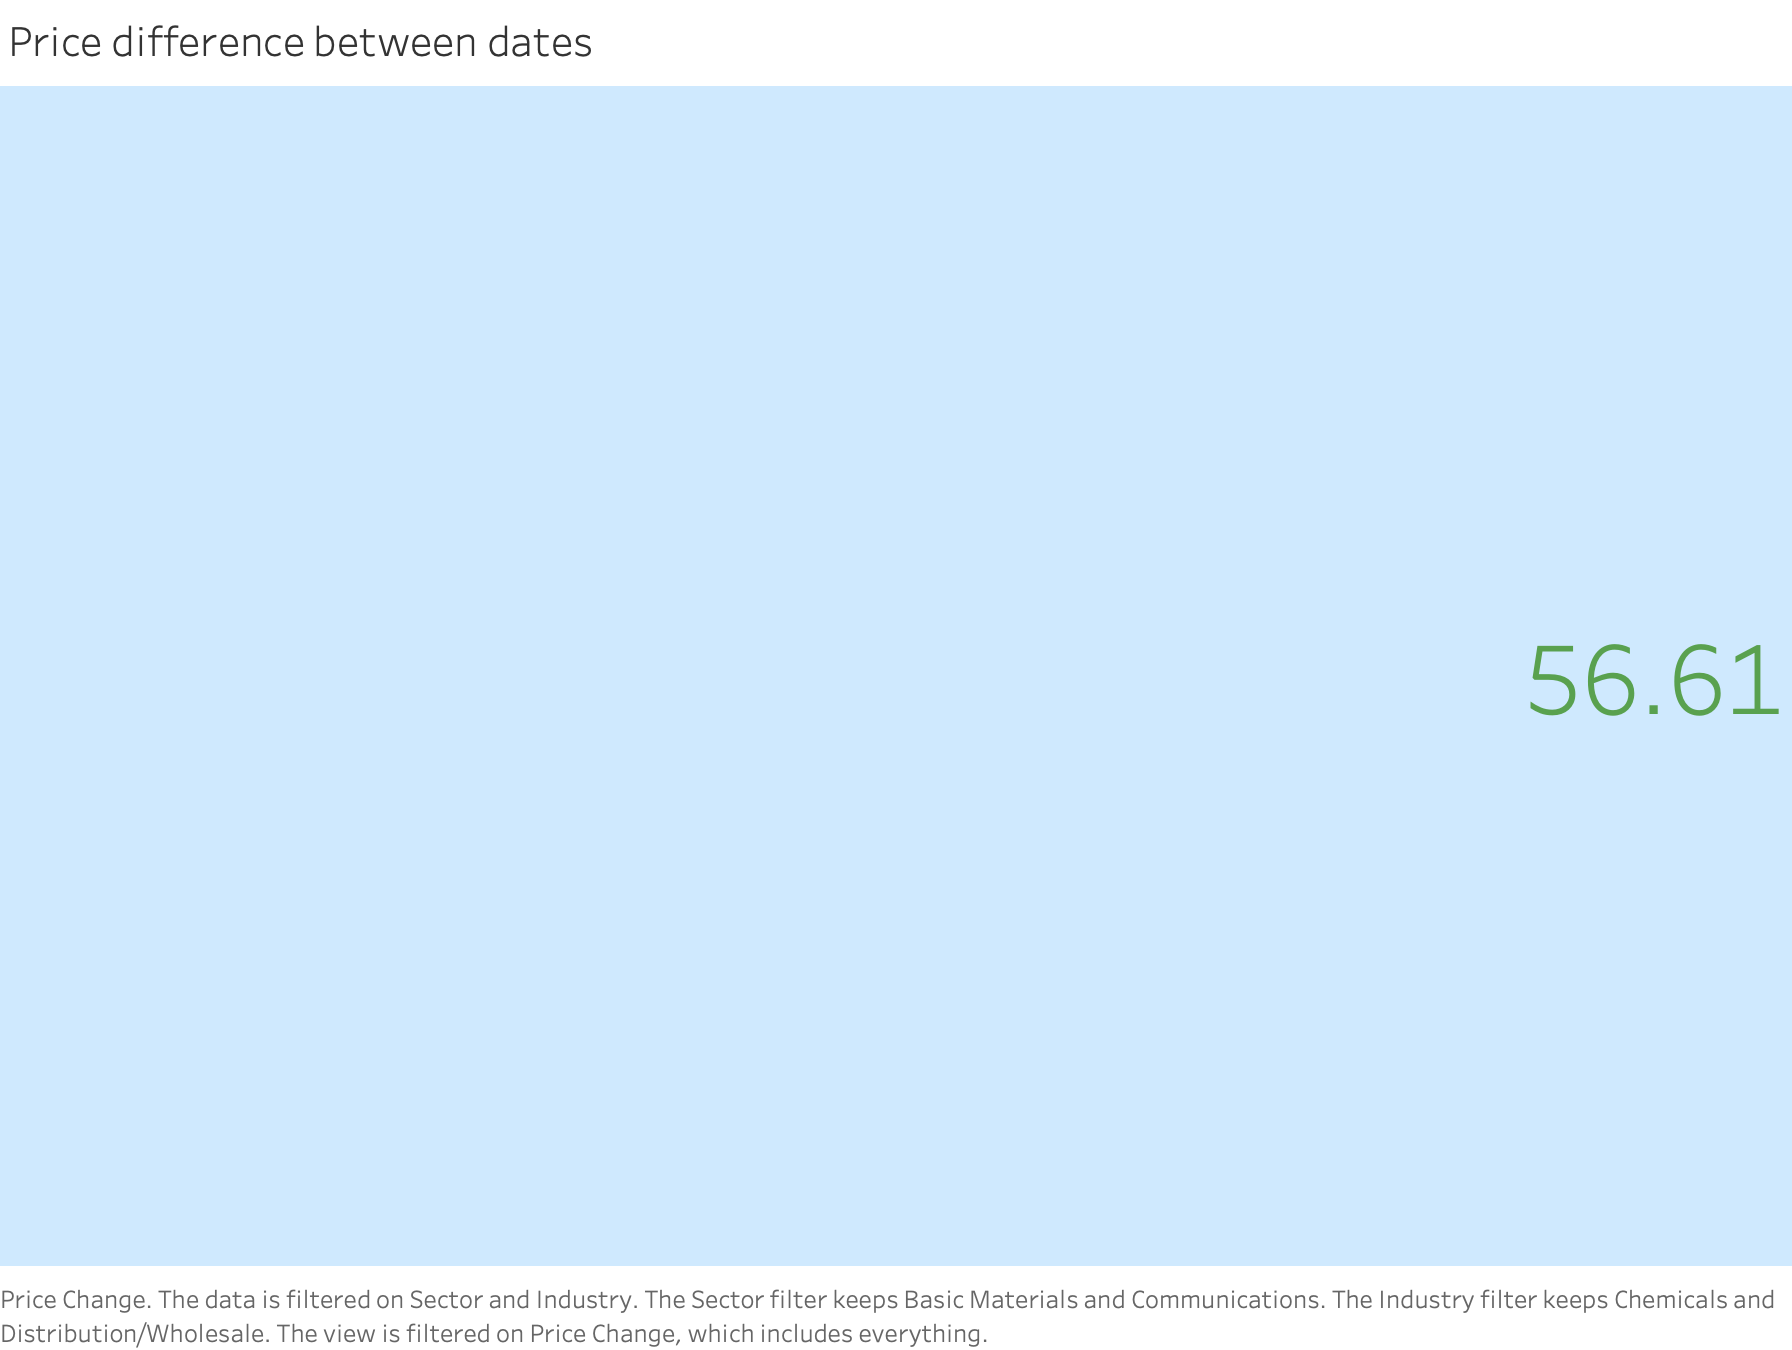 Price difference between dates
56.61
Price Change. The data is filtered on Sector and Industry. The Sector filter keeps Basic Materials and Communications. The Industry filter keeps Chemicals and
Distribution/Wholesale. The view is filtered on Price Change, which includes everything.